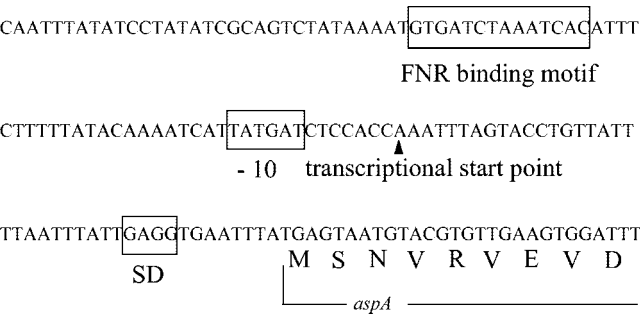 CAATTTATATCCTATATCGCAGTCTATAAAATGTGATCTAAATCACATTT
FNR binding motif
CTTTTTATACAAAATCATTATGATCTCCACCAAATTTAGTACCTGTTATT
- 10 transcriptional start point
TTAATTTATTGAGGTGAATTTATGAGTAATGTACGTGTTGAAGTGGATTT
SD M S N V R V E V D
aspA